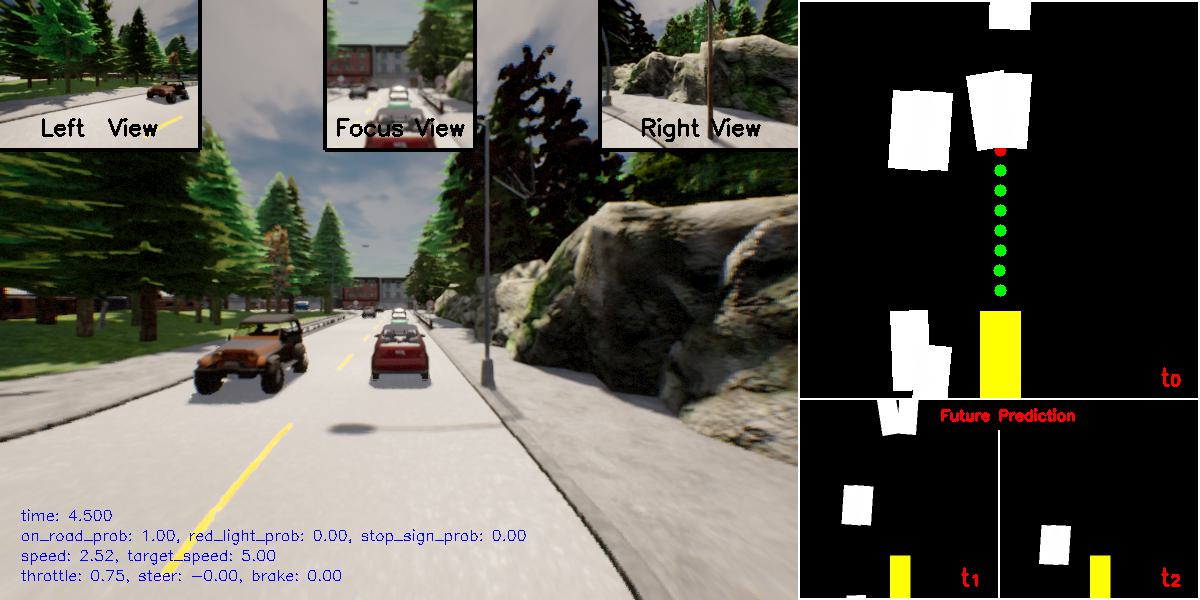 Left View
Focus View
Right View
time: 4.500
on_road_prob: 1.00, red_light_prob: 0.00, stop_sign_prob: 0.00
speed: 2.52, target_speed: 5.00
throttle: 0.75, steer: -0.00, brake: 0.00
t0
Future Prediction
t1
t2